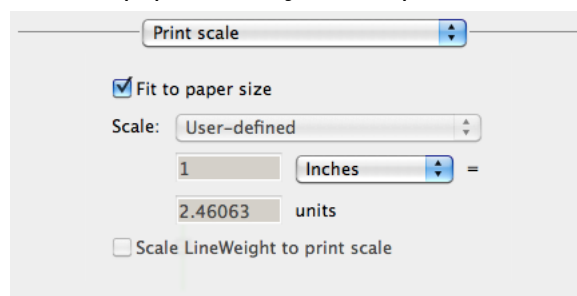 Print scale
Fit to paper size
Scale: User-defined
1 Inches =
2.46063 units
Scale LineWeight to print scale